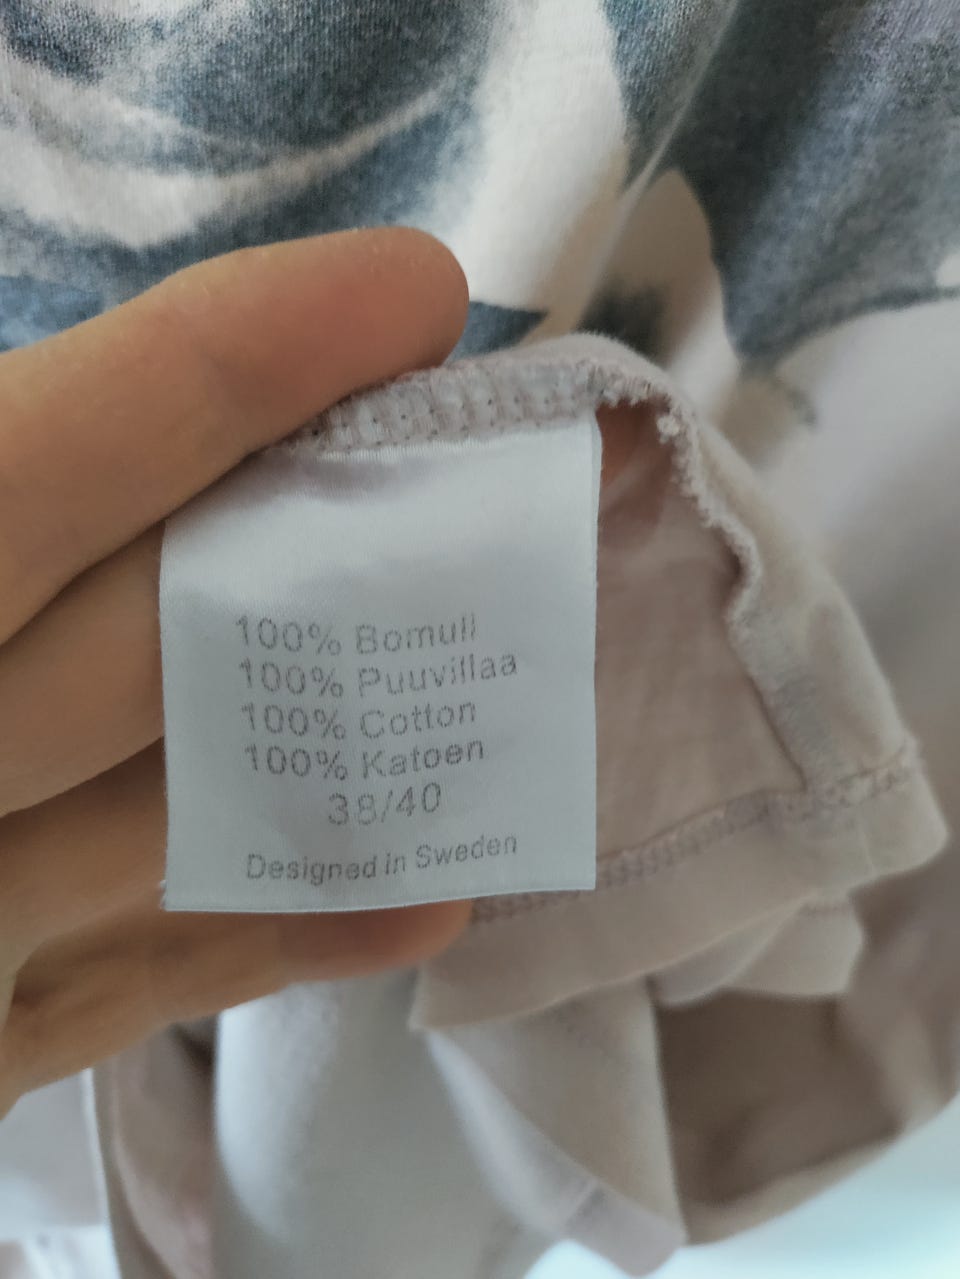 100% Bomull
100% Puuvillaa
100% Cotton
100% Katoen
38/40
Designed in Sweden